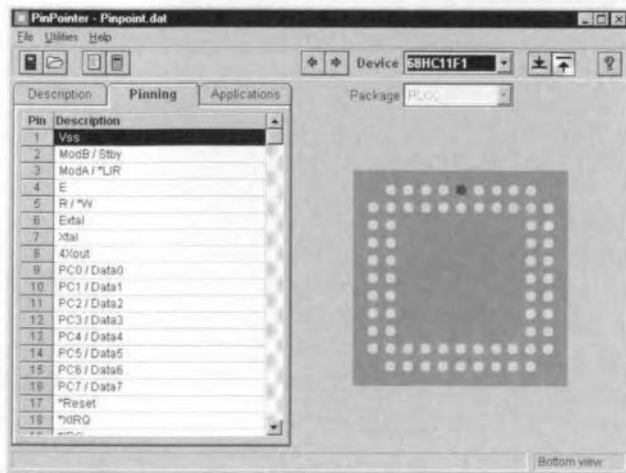 PinPointer - Pinpoint.dat
File Utilities Help
Device 68HC11F1
Description Pinning Applications
Package PLCC
Pin Description
1 Vss
2 ModB / Stby
3 ModA / *LIR
4 E
5 R / *W
6 Extal
7 Xtal
8 4Xout
9 PC0 / Data0
10 PC1 / Data1
11 PC2 / Data2
12 PC3 / Data3
13 PC4 / Data4
14 PC5 / Data5
15 PC6 / Data6
16 PC7 / Data7
17 *Reset
18 *XIRQ
Bottom view